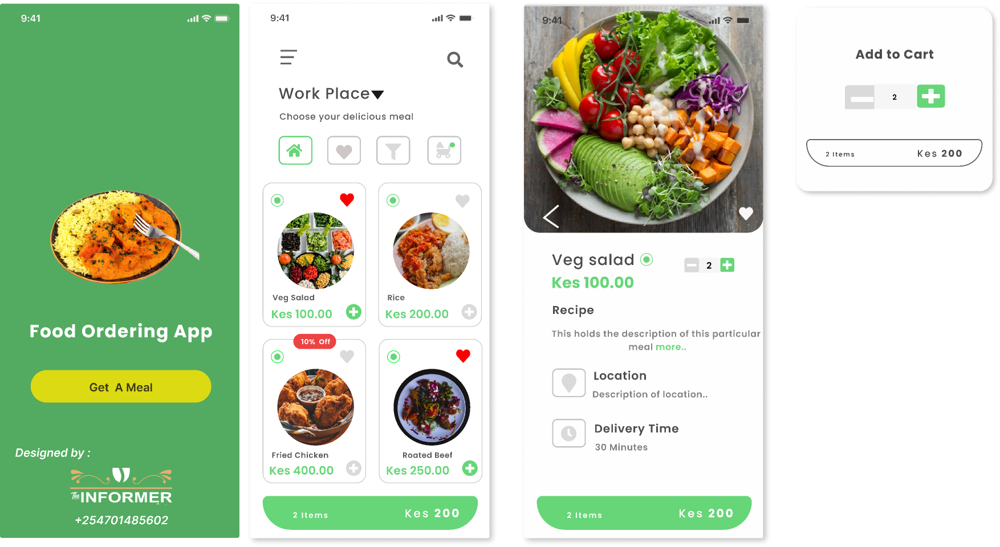 9:41
Food Ordering App
Get A Meal
Designed by :
The
INFORMER
+254701485602
9:41
Work Place
Choose your delicious meal
Veg Salad
Kes 100.00
Rice
Kes 200.00
10% Off
Fried Chicken
Kes 400.00
Roated Beef
Kes 250.00
2 Items Kes 200
9:41
Veg salad
2
Kes 100.00
Recipe
This holds the description of this particular
meal more..
Location
Description of location..
Delivery Time
30 Minutes
2 Items Kes 200
Add to Cart
2
2 Items Kes 200